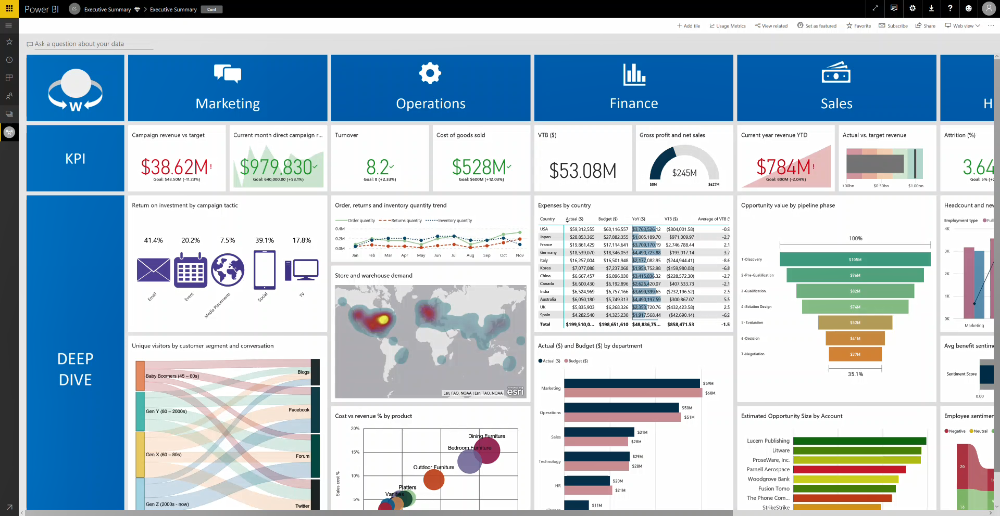 Power BI
ES
Executive Summary
Executive Summary
Conf
Add tile
Usage Metrics
View related
Set as featured
Favorite
Subscribe
Share
Web view
Ask a question about your data
W
Marketing
Operations
Finance
Sales
H
KPI
Campaign revenue vs target
$38.62M!
Goal: $43.50M (-11.23%)
Current month direct campaign r...
$979,830
Goal: 640,000.00 (+53.1%)
Turnover
8.2
Goal: 8 (+2.33%)
Cost of goods sold
$528M
Goal: $600M (+12.03%)
VTB ($)
$53.08M
Gross profit and net sales
$245M
$0M
$627M
Current year revenue YTD
$784M!
Goal: 800M (-2.04%)
Actual vs. target revenue
$0.50bn
$1.00bn
Attrition (%)
3.64
Goal: 5%
DEEP
DIVE
Return on investment by campaign tactic
41.4%
20.2%
7.5%
39.1%
17.8%
Email
Event
Media Placements
Social
TV
Unique visitors by customer segment and conversation
Baby Boomers (45 – 60s)
Gen Y (80 – 2000s)
Gen X (60 – 80s)
Gen Z (2000s - now)
Blogs
Facebook
Forum
Twitter
Order, returns and inventory quantity trend
Order quantity
Returns quantity
Inventory quantity
0.4M
0.2M
0.0M
Jan Feb Mar Apr May Jun Jul Aug Sep Oct Nov
Store and warehouse demand
Esri, FAO, NOAA | Esri, FAO, NOAA
POWERED BY
esri
Cost vs revenue % by product
Sales cost %
20%
15%
10%
5%
Dining Furniture
Bedroom Furniture
Outdoor Furniture
Platters
Vanities
Expenses by country
Country Actual ($) Budget ($) YoY ($) VTB ($) Average of VTB
USA $59,312,555 $60,116,557 $3,763,526.12 ($804,001.58) -0.9
Japan $28,853,365 $27,882,355 $1,005,189.70 $971,009.97 -2.7
France $19,861,429 $17,114,641 $3,709,170.19 $2,746,788.44 2.1
Germany $18,539,070 $18,346,053 $4,490,723.88 $193,017.14 3.7
Italy $16,257,004 $16,501,948 $2,177,082.95 ($244,944.41) -8.6
Korea $7,077,088 $7,237,068 $1,954,752.98 ($159,980.08) -6.8
China $6,667,457 $6,896,030 $3,415,836.32 ($228,572.30) -2.7
Canada $6,600,430 $6,192,896 $2,626,420.07 $407,533.73 -2.1
India $6,524,969 $6,757,166 $3,699,399.65 ($232,196.52) 2.5
Australia $6,050,180 $5,749,313 $4,490,197.59 $300,867.07 5.5
UK $5,835,903 $6,268,326 $2,353,720.76 ($432,423.58) 2.5
Spain $4,282,540 $4,325,230 $1,917,568.44 ($42,690.14) -6.9
Total $199,510,0... $198,651,610 $48,836,75... $858,471.53 -1.5
Actual ($) and Budget ($) by department
Actual ($)
Budget ($)
Marketing
$59M
$60M
Operations
$50M
$51M
Sales
$31M
$28M
Technology
$29M
$28M
HR
$20M
$21M
$11M
Opportunity value by pipeline phase
100%
1-Discovery
$105M
2-Pre-Qualification
$96M
3-Qualification
$82M
4-Solution Design
$74M
5-Evaluation
$52M
6-Decision
$41M
7-Negotiation
$37M
35.1%
Estimated Opportunity Size by Account
Lucern Publishing
Litware
ProseWare, Inc.
Parnell Aerospace
Woodgrove Bank
Fusion Tomo
The Phone Com...
StrikeStrike
Headcount and
Employment type
4K
3K
2K
1K
0K
Marketing
Avg benefit
Sentiment Score
0.00
Employee
Negative
Neutral
20
16